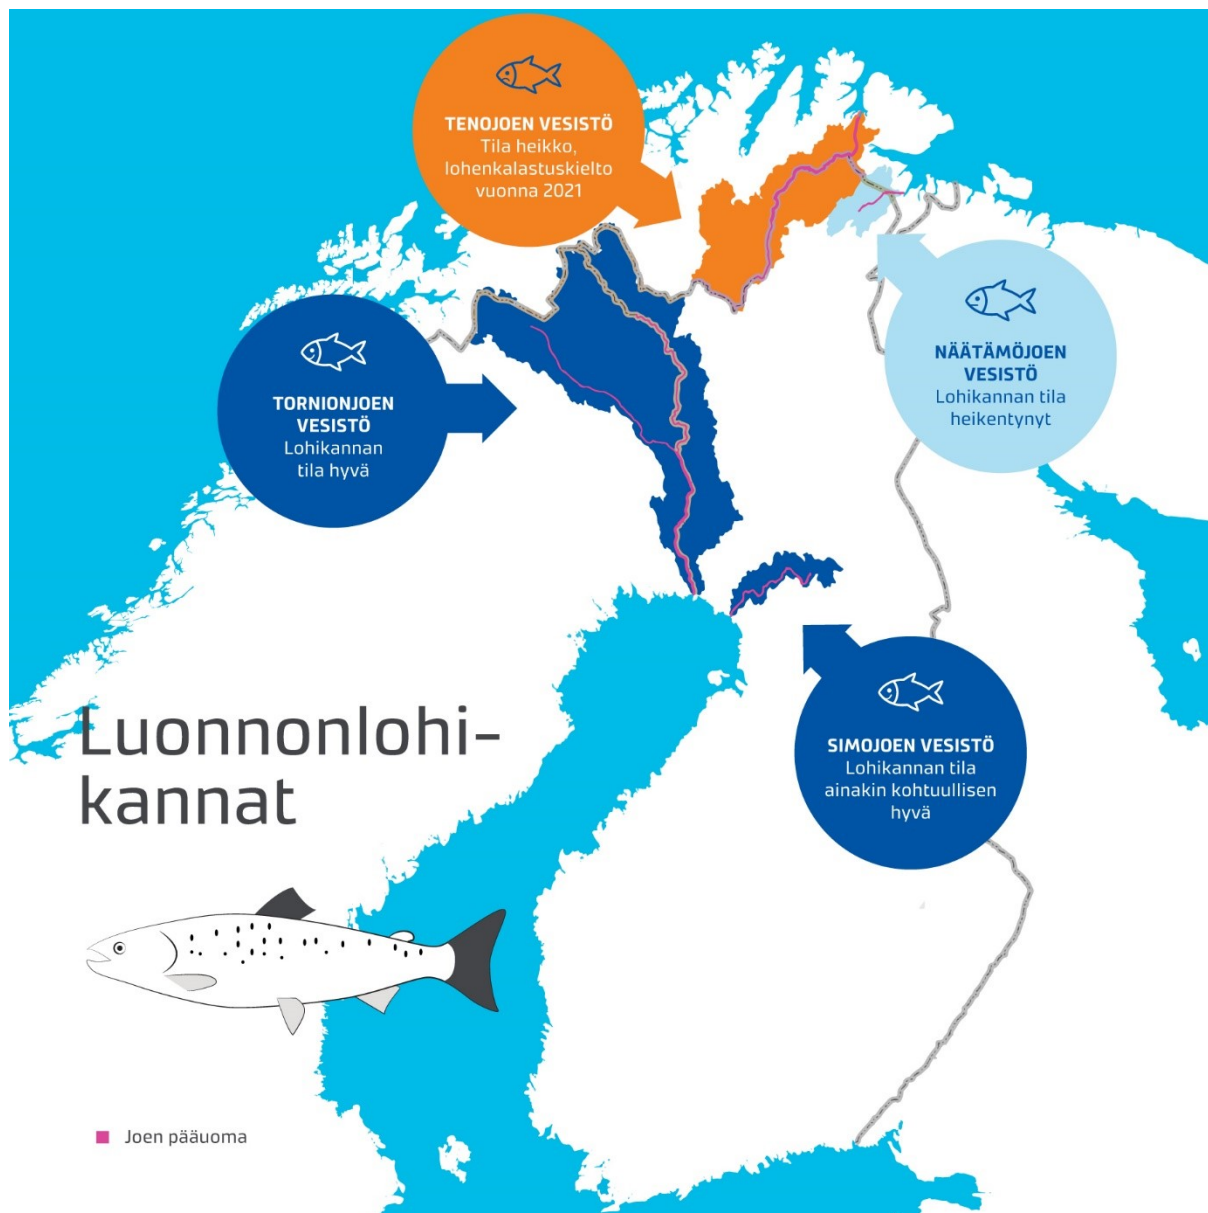 TENOJOEN VESISTÖ
Tila heikko,
lohenkalastuskielto
vuonna 2021
NÄÄTÄMÖJOEN
VESISTÖ
Lohikannan tila
heikentynyt
TORNIONJOEN
VESISTÖ
Lohikannan
tila hyvä
SIMOJOEN VESISTÖ
Lohikannan tila
ainakin kohtuullisen
hyvä
Luonnonlohi-
kannat
Joen pääuoma